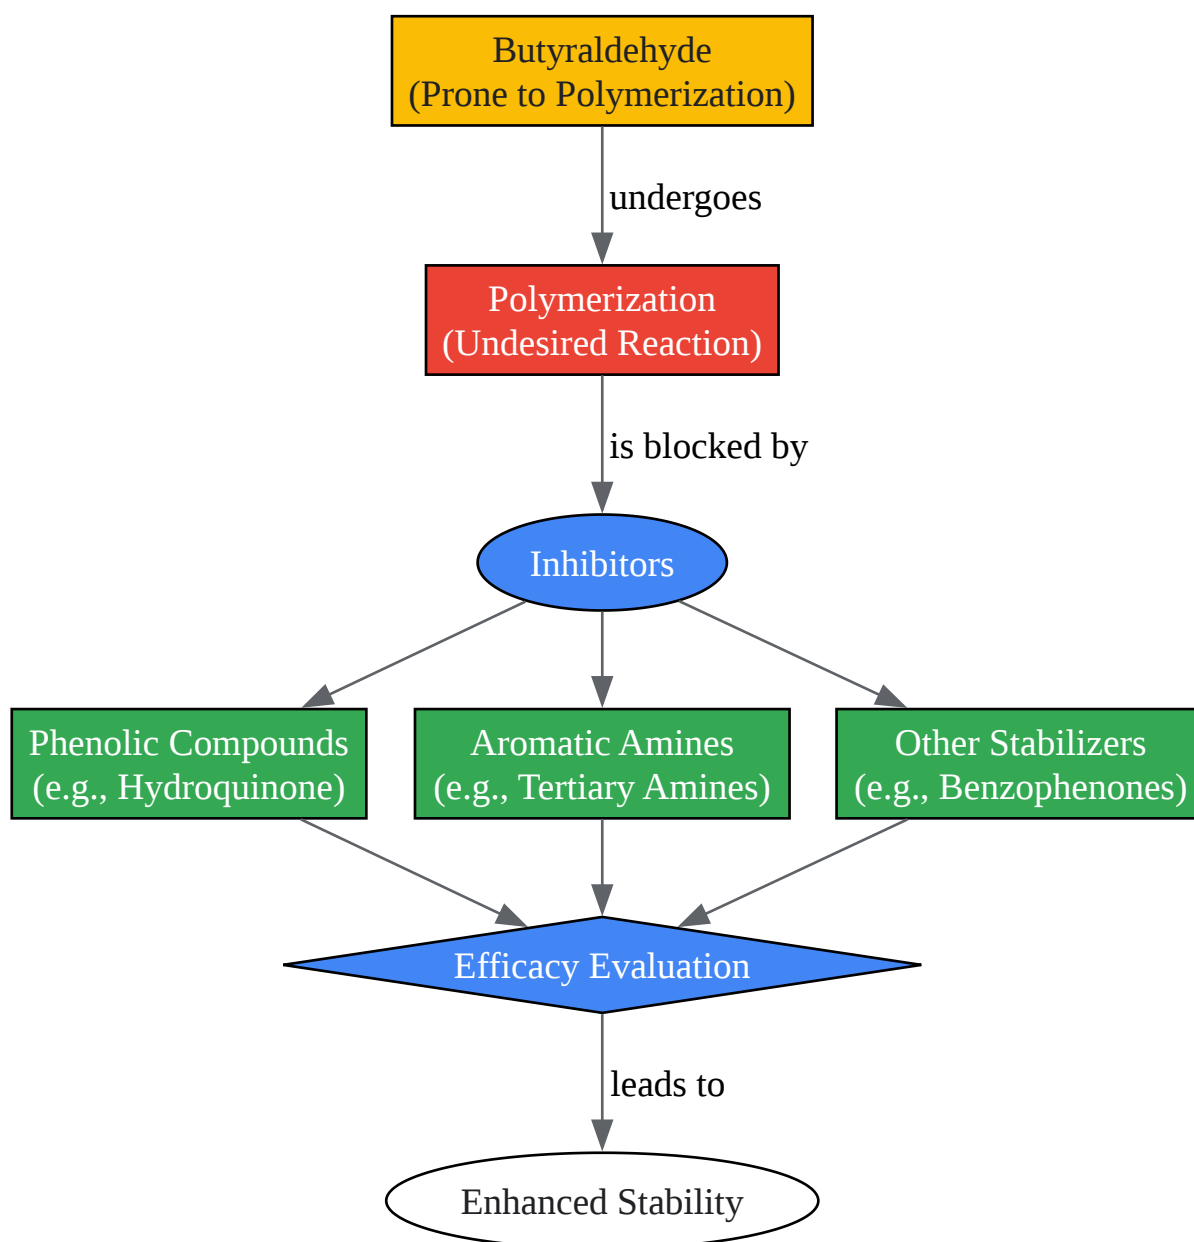 Butyraldehyde
(Prone to Polymerization)
undergoes
Polymerization
(Undesired Reaction)
is blocked by
Inhibitors
Phenolic Compounds
(e.g., Hydroquinone)
Aromatic Amines
(e.g., Tertiary Amines)
Other Stabilizers
(e.g., Benzophenones)
Efficacy Evaluation
leads to
Enhanced Stability